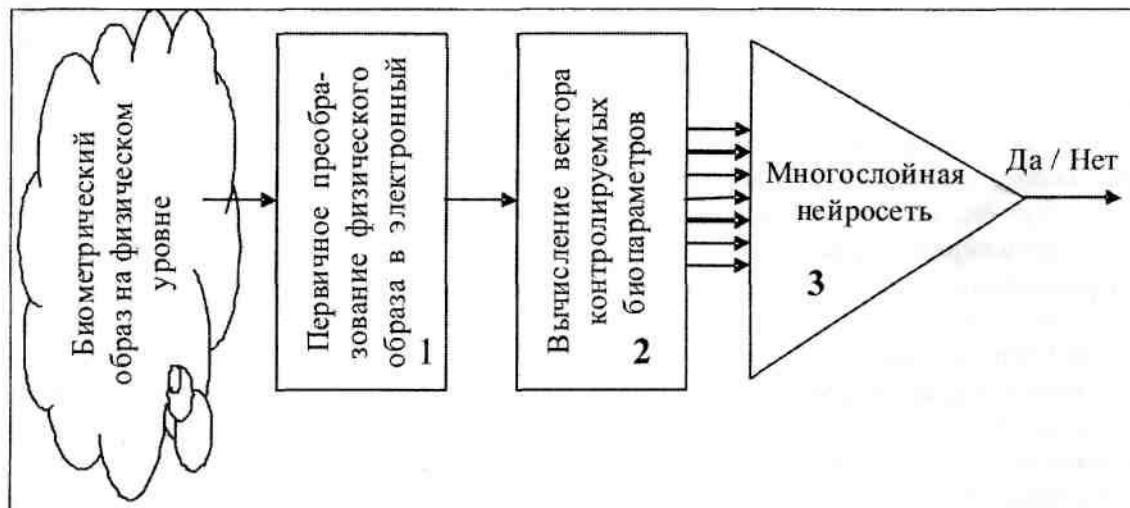 Биометрический
образ на физическом
уровне
Первичное преобра-
зование физического
образа в электронный
1
Вычисление вектора
контролируемых
биопараметров
2
Многослойная
нейросеть
3
Да / Нет